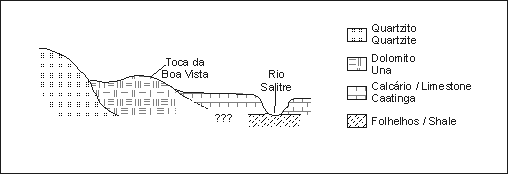 Toca da
Boa Vista
Rio
Salitre
???
Quartzito
Quartzite
Dolomito
Una
Calcário / Limestone
Caatinga
Folhelhos / Shale